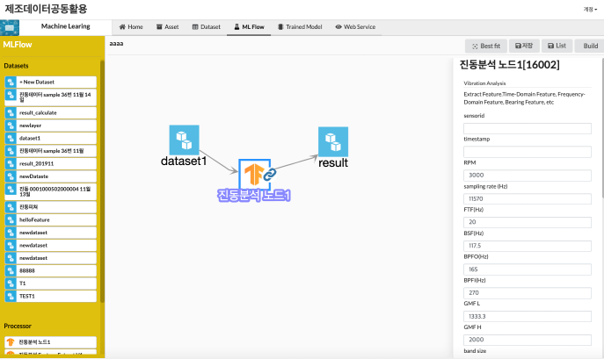 제조데이터공동활용
계정
Machine Learing
Home
Asset
Dataset
ML Flow
Trained Model
Web Service
MLFlow
aaaa
Best fit
저장
List
Build
Datasets
+ New Dataset
진동데이터 sample 36번 11월 14
일
result_calculate
newlayer
dataset1
진동데이터 sample 36번 11월
result_201911
newDataste
진동 0001000502000004 11월
13일
진동피쳐
helloFeature
newdataset
newdataset
newdataset
88888
T1
TEST1
Processor
진동분석 노드1
dataset1
result
진동분석 노드1
진동분석 노드1[16002]
Vibration Analysis
Extract Feature,Time-Domain Feature, Frequency-
Domain Feature, Bearing Feature, etc
sensorid
timestamp
RPM
3000
sampling rate (Hz)
11570
FTF(Hz)
20
BSF(Hz)
117.5
BPFO(Hz)
165
BPFI(Hz)
270
GMF L
1333.3
GMF H
2000
band size